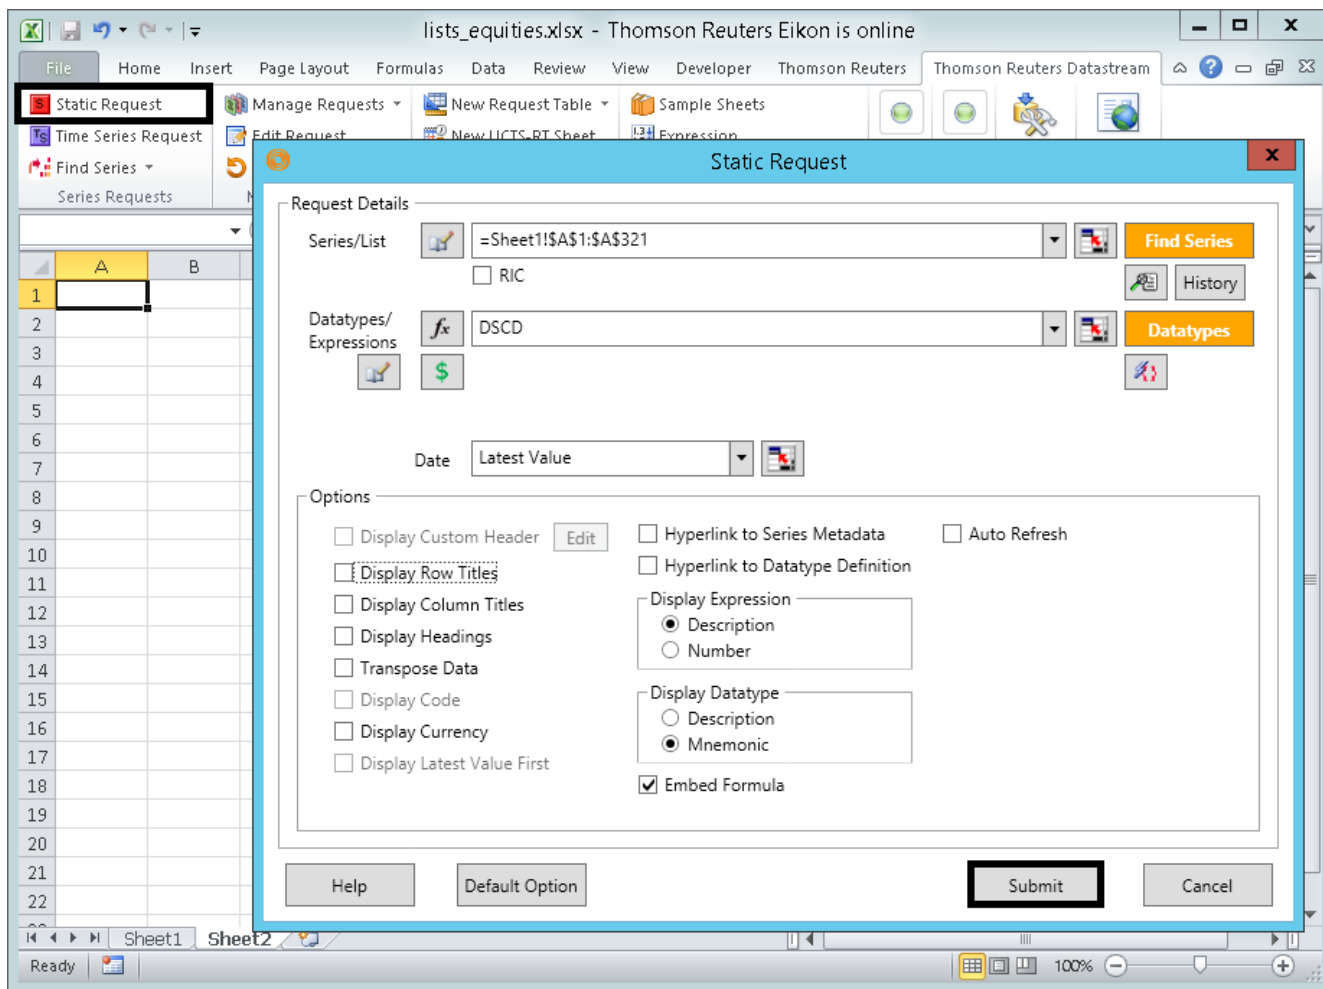 lists_equities.xlsx - Thomson Reuters Eikon is online
File Home Insert Page Layout Formulas Data Review View Developer Thomson Reuters Thomson Reuters Datastream
S Static Request Manage Requests New Request Table Sample Sheets
Ts Time Series Request Edit Request New UCTS-RT Sheet Expression
Find Series
Series Requests
Static Request
Request Details
Series/List =Sheet1!$A$1:$A$321 Find Series
RIC
History
Datatypes/
Expressions
fx DSCD Datatypes
$
Date Latest Value
Options
Display Custom Header Edit
Display Row Titles
Display Column Titles
Display Headings
Transpose Data
Display Code
Display Currency
Display Latest Value First
Hyperlink to Series Metadata
Hyperlink to Datatype Definition
Display Expression
Description
Number
Display Datatype
Description
Mnemonic
Embed Formula
Auto Refresh
Help Default Option Submit Cancel
A B
1
2
3
4
5
6
7
8
9
10
11
12
13
14
15
16
17
18
19
20
21
22
Sheet1 Sheet2
Ready 100%